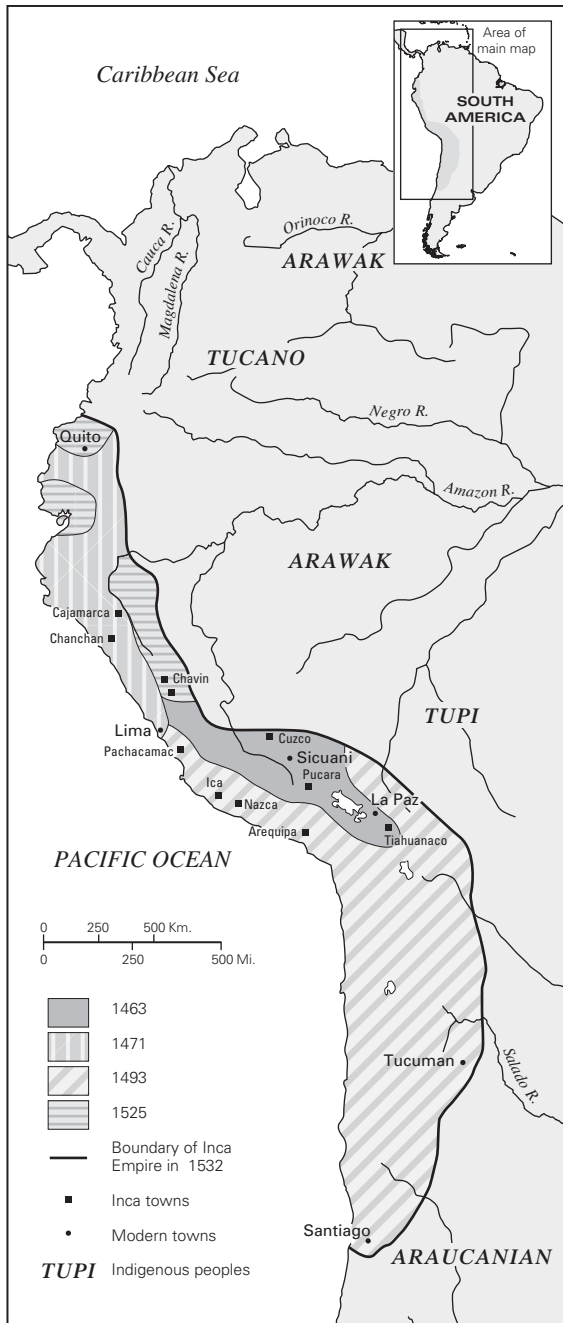 Caribbean Sea
Area of
main map
SOUTH
AMERICA
Orinoco R.
Cauca R.
Magdalena R.
ARAWAK
TUCANO
Negro R.
Quito
Amazon R.
ARAWAK
Cajamarca
Chanchan
Chavin
TUPI
Lima
Cuzco
Pachacamac
Sicuani
Pucara
Ica
La Paz
Nazca
Arequipa
Tiahuanaco
PACIFIC OCEAN
0 250 500 Km.
0 250 500 Mi.
1463
1471
1493
1525
Tucuman
Salado R.
Boundary of Inca
Empire in 1532
Inca towns
Modern towns
TUPI Indigenous peoples
Santiago
ARAUCANIAN